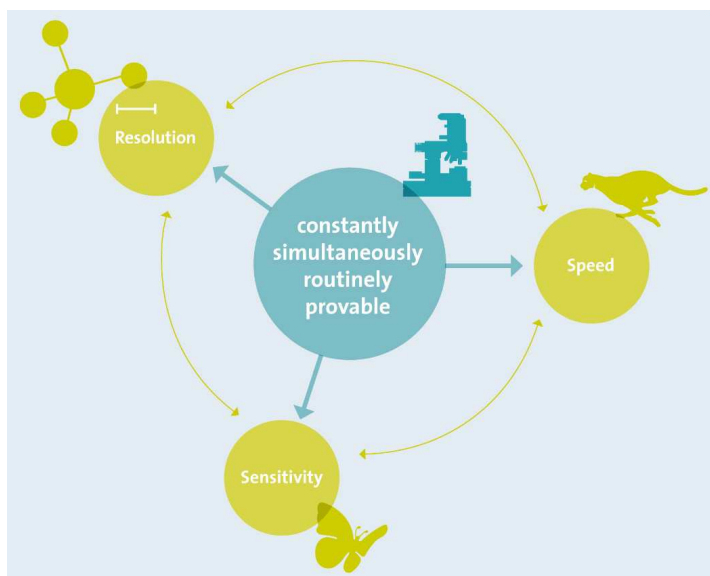 Resolution
constantly
simultaneously
routinely
provable
Speed
Sensitivity